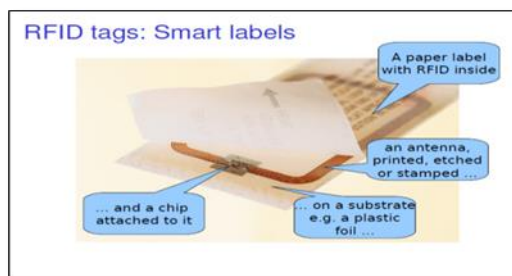 RFID tags: Smart labels
A paper label
with RFID inside
an antenna,
printed, etched
or stamped ...
... on a substrate
e.g. a plastic
foil ...
... and a chip
attached to it